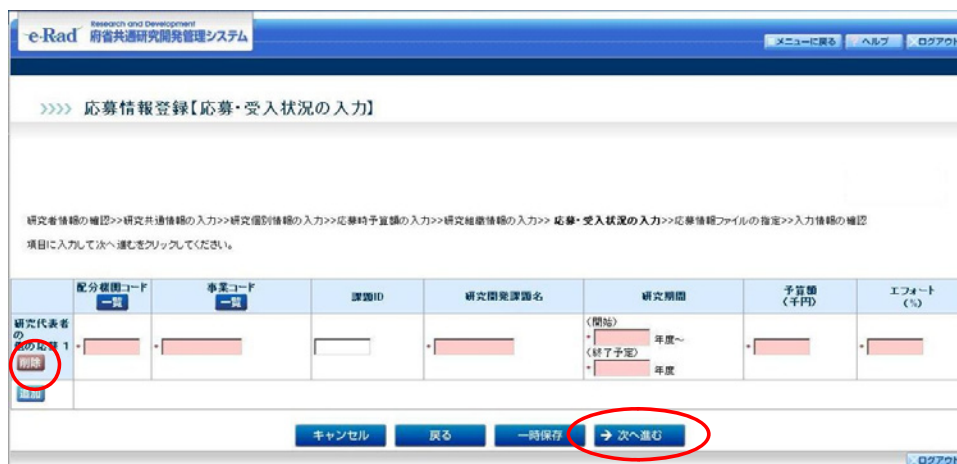 e-Rad
Research and Development
府省共通研究開発管理システム
メニューに戻る ヘルプ ログアウト
>>>> 応募情報登録【応募・受入状況の入力】
研究者情報の確認>>研究共通情報の入力>>研究個別情報の入力>>応募時予算額の入力>>研究組織情報の入力>> 応募・受入状況の入力>>応募情報ファイルの指定>>入力情報の確認
項目に入力して次へ進むをクリックしてください。
配分機関コード
一覧
事業コード
一覧
課題ID
研究開発課題名
研究期間
予算額
(千円)
エフォート
(%)
研究代表者
の
他の応募 1
削除
*
*
*
(開始)
* 年度～
(終了予定)
* 年度
*
*
追加
キャンセル 戻る 一時保存 → 次へ進む
ログアウト